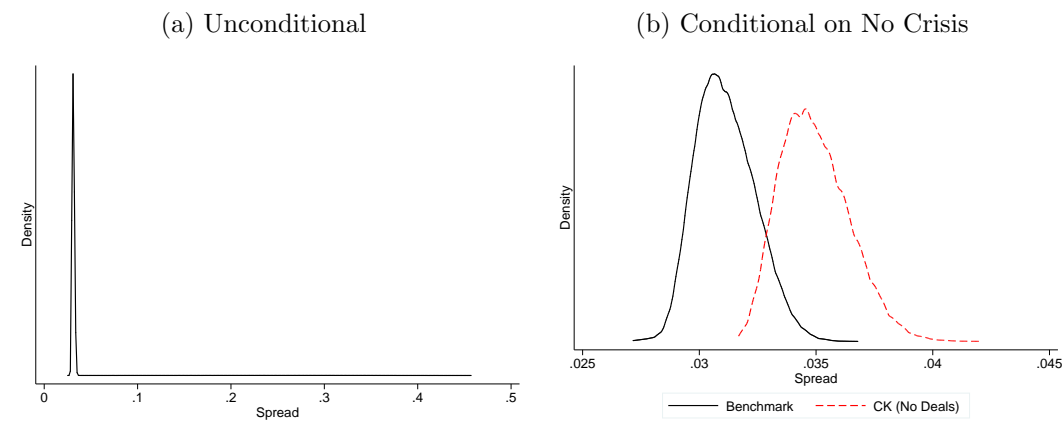 (a) Unconditional
Density
0 .1 .2 .3 .4 .5
Spread
(b) Conditional on No Crisis
Density
.025 .03 .035 .04 .045
Spread
Benchmark CK (No Deals)